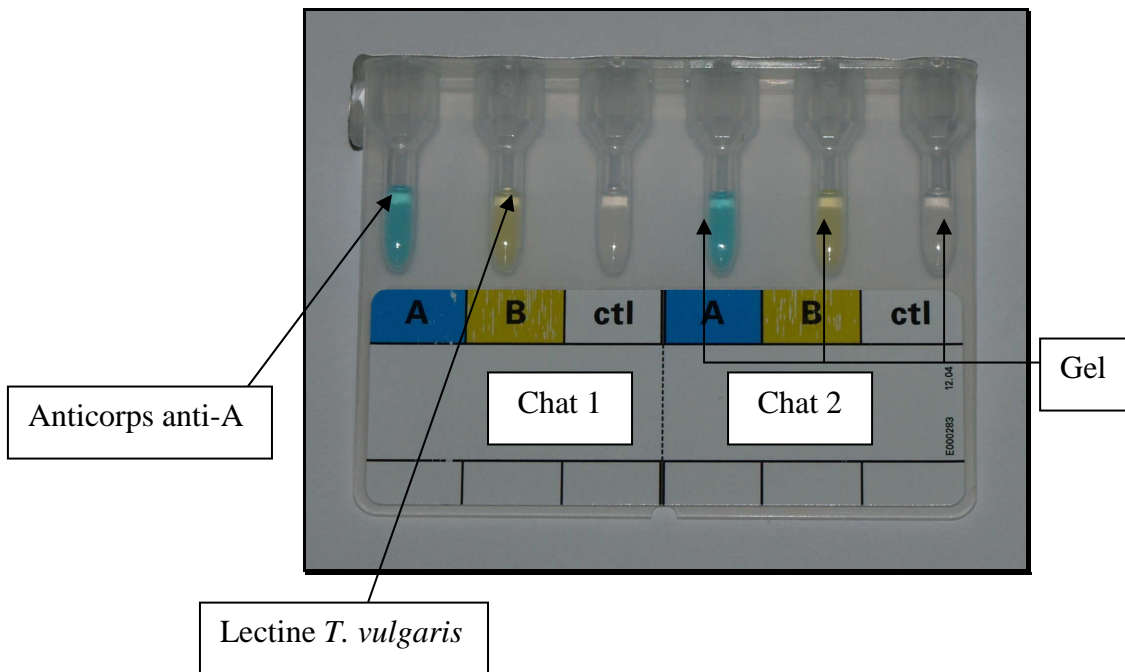 A B ctl A B ctl
12.04
E000283
Chat 1 Chat 2
Gel
Anticorps anti-A
Lectine T. vulgaris